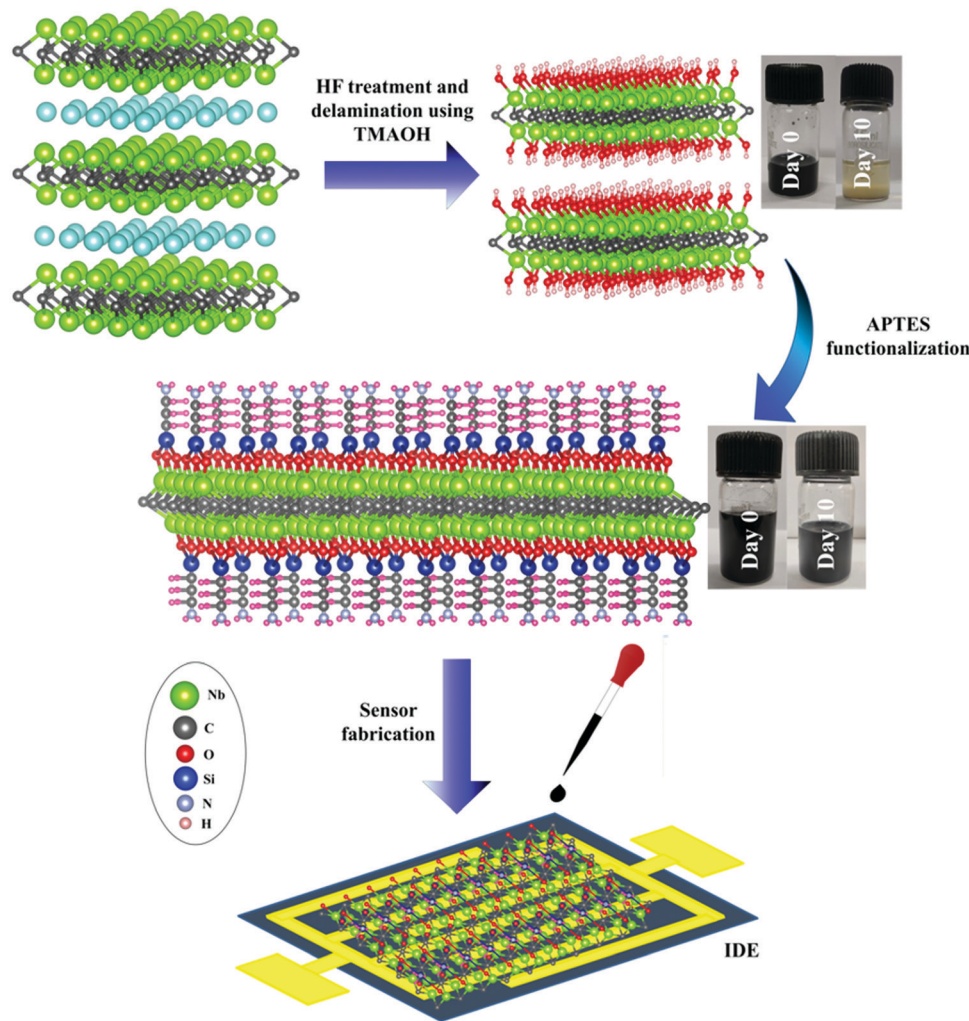 HF treatment and
delamination using
TMAOH
Day 0
Day 10
APTES
functionalization
Day 0
Day 10
Sensor
fabrication
Nb
C
O
Si
N
H
IDE